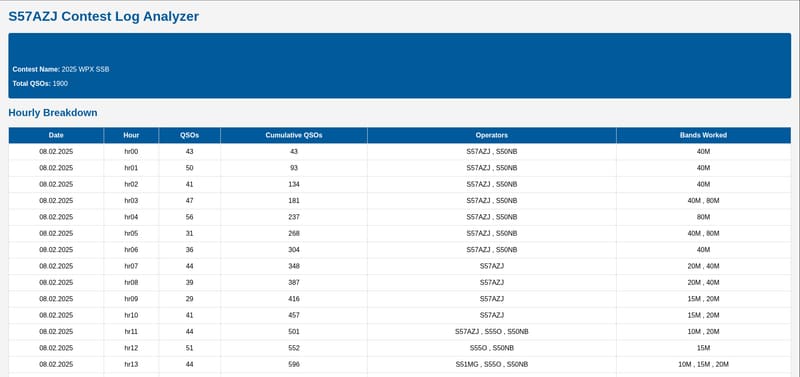 S57AZJ Contest Log Analyzer
Contest Name: 2025 WPX SSB
Total QSOs: 1900
Hourly Breakdown
Date Hour QSOs Cumulative QSOs Operators Bands Worked
08.02.2025 hr00 43 43 S57AZJ , S50NB 40M
08.02.2025 hr01 50 93 S57AZJ , S50NB 40M
08.02.2025 hr02 41 134 S57AZJ , S50NB 40M
08.02.2025 hr03 47 181 S57AZJ , S50NB 40M , 80M
08.02.2025 hr04 56 237 S57AZJ , S50NB 80M
08.02.2025 hr05 31 268 S57AZJ , S50NB 40M , 80M
08.02.2025 hr06 36 304 S57AZJ , S50NB 40M
08.02.2025 hr07 44 348 S57AZJ 20M , 40M
08.02.2025 hr08 39 387 S57AZJ 20M , 40M
08.02.2025 hr09 29 416 S57AZJ 15M , 20M
08.02.2025 hr10 41 457 S57AZJ 15M , 20M
08.02.2025 hr11 44 501 S57AZJ , S55O , S50NB 10M , 20M
08.02.2025 hr12 51 552 S55O , S50NB 15M
08.02.2025 hr13 44 596 S51MG , S55O , S50NB 10M , 15M , 20M